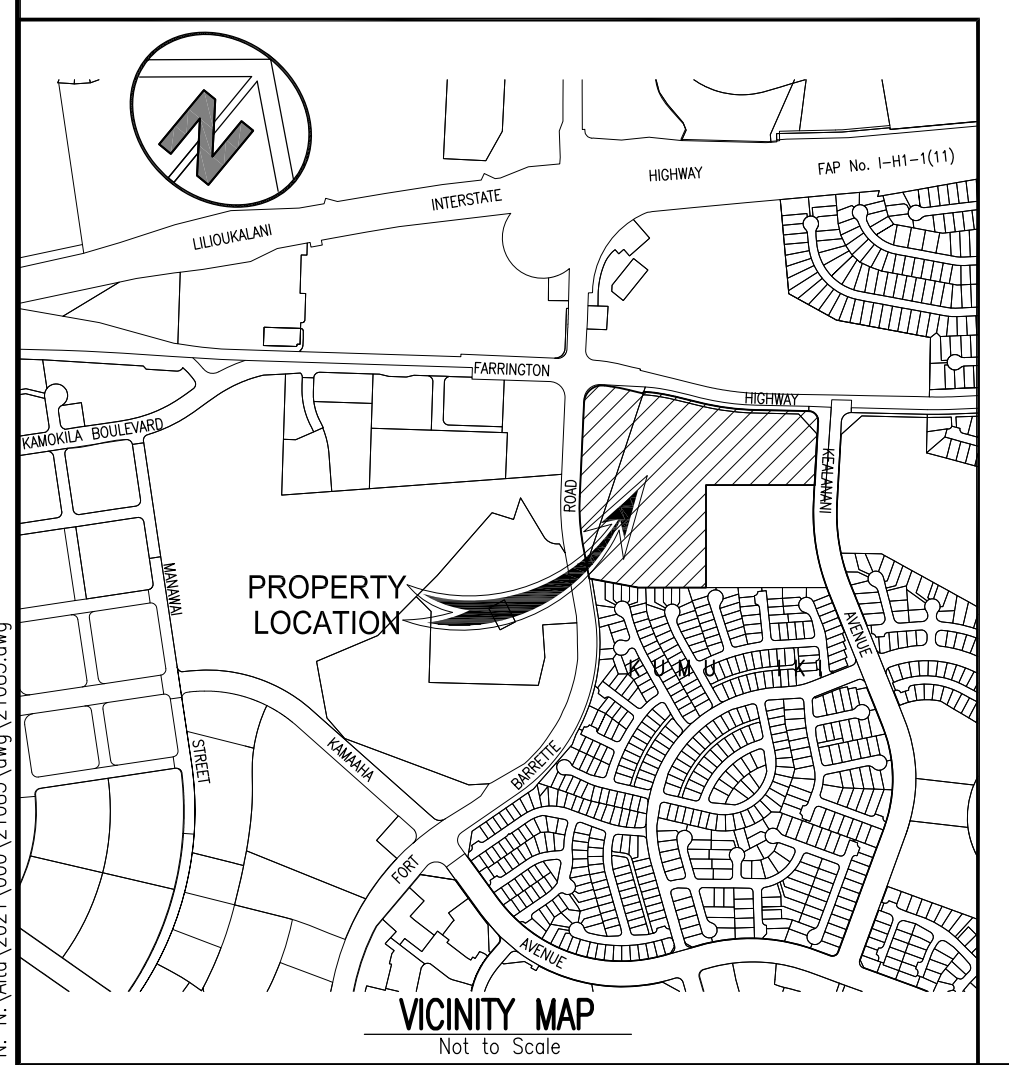 N
FAP No. I-H1-1(11)
HIGHWAY
INTERSTATE
LILIOUKALANI
FARRINGTON
HIGHWAY
KAMOKILA BOULEVARD
KEALANANI
ROAD
PROPERTY
LOCATION
MANAWAI
AVENUE
KUMU IKI
STREET
KAMAAHA
BARRETTE
FORT
AVENUE
VICINITY MAP
Not to Scale